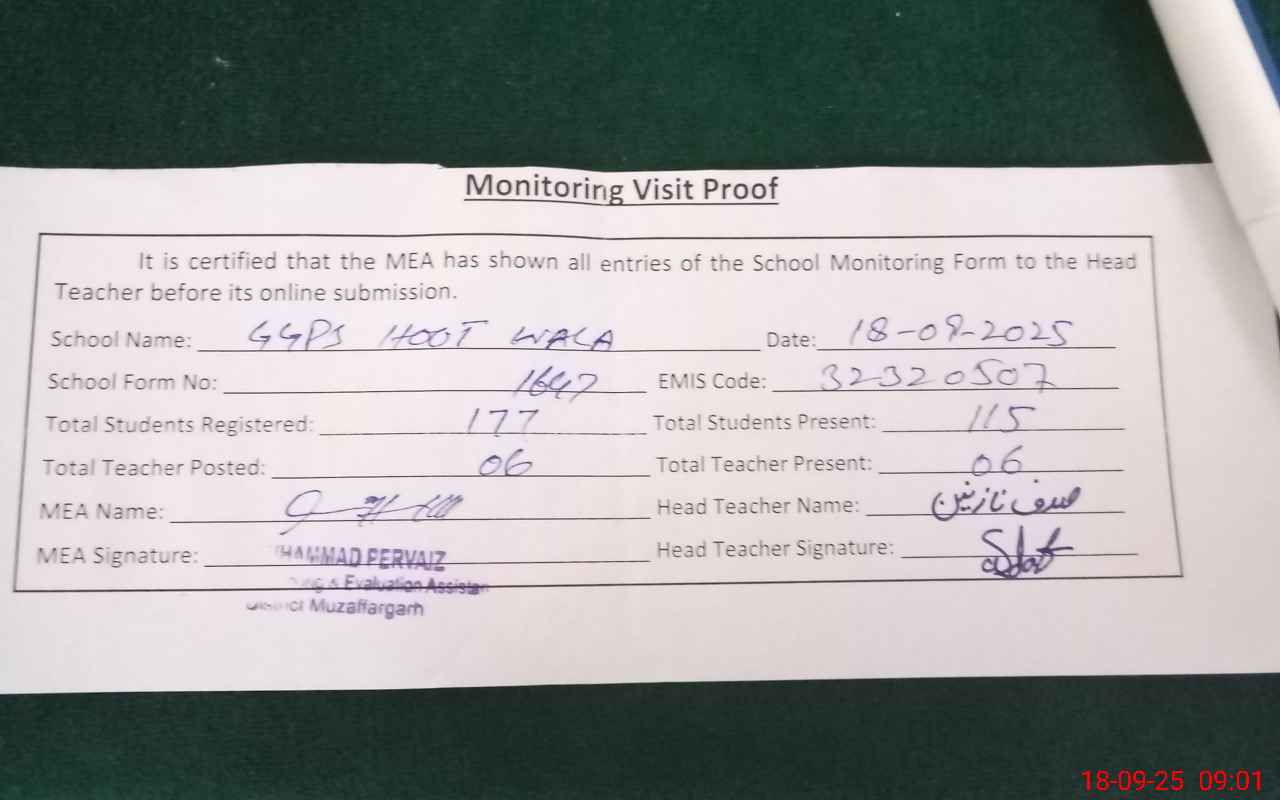 Monitoring Visit Proof
It is certified that the MEA has shown all entries of the School Monitoring Form to the Head
Teacher before its online submission.
School Name: GGPS HOOT WALA Date: 18-09-2025
School Form No: 1647 EMIS Code: 32320507
Total Students Registered: 177 Total Students Present: 115
Total Teacher Posted: 06 Total Teacher Present: 06
MEA Name: Head Teacher Name: نازنین
MEA Signature: PERVAIZ Head Teacher Signature:
& Evaluation
Muzaffargarh
18-09-25 09:01